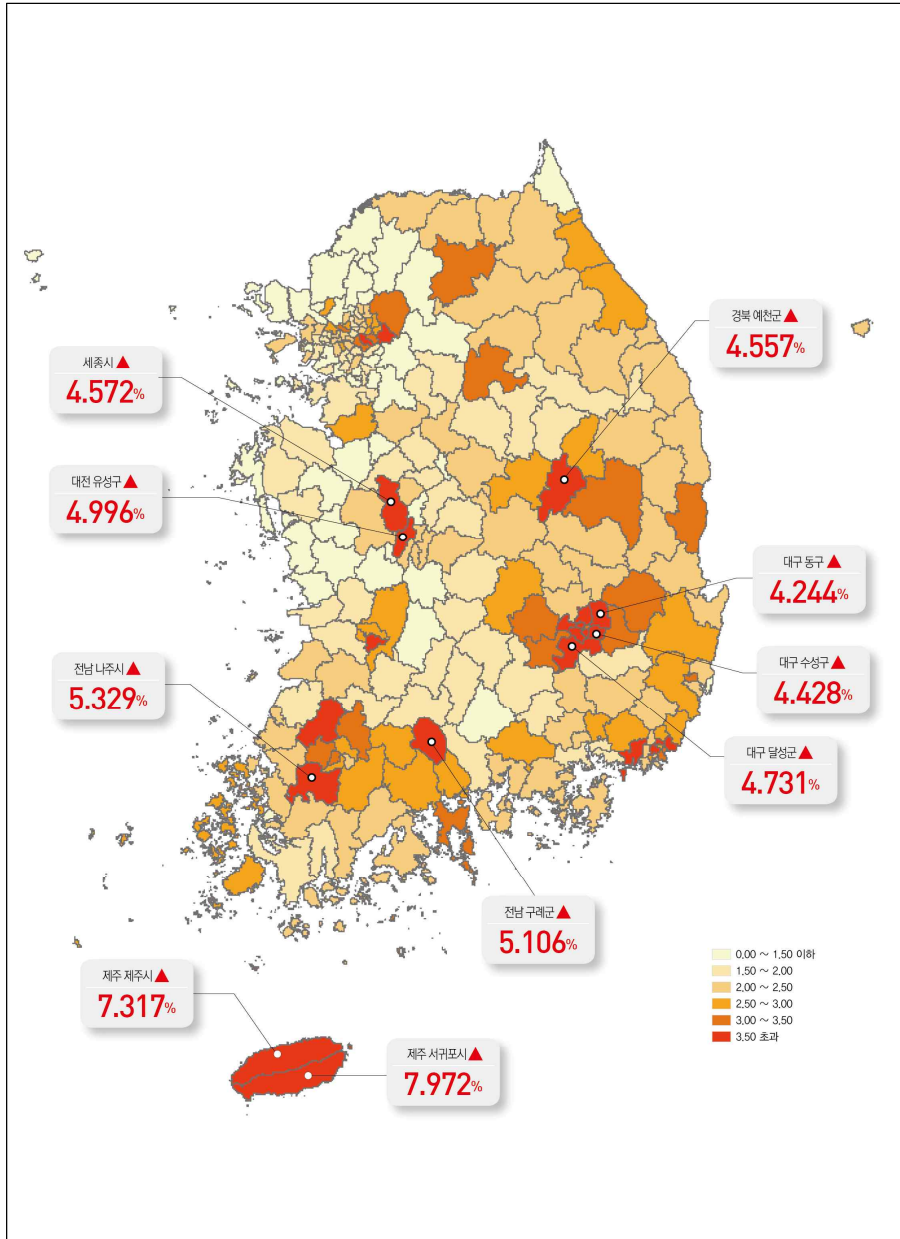 경북 예천군 ▲
4.557%
세종시 ▲
4.572%
대전 유성구 ▲
4.996%
대구 동구 ▲
4.244%
대구 수성구 ▲
4.428%
전남 나주시 ▲
5.329%
대구 달성군 ▲
4.731%
전남 구례군 ▲
5.106%
제주 제주시 ▲
7.317%
제주 서귀포시 ▲
7.972%
0.00 ~ 1.50 이하
1.50 ~ 2.00
2.00 ~ 2.50
2.50 ~ 3.00
3.00 ~ 3.50
3.50 초과